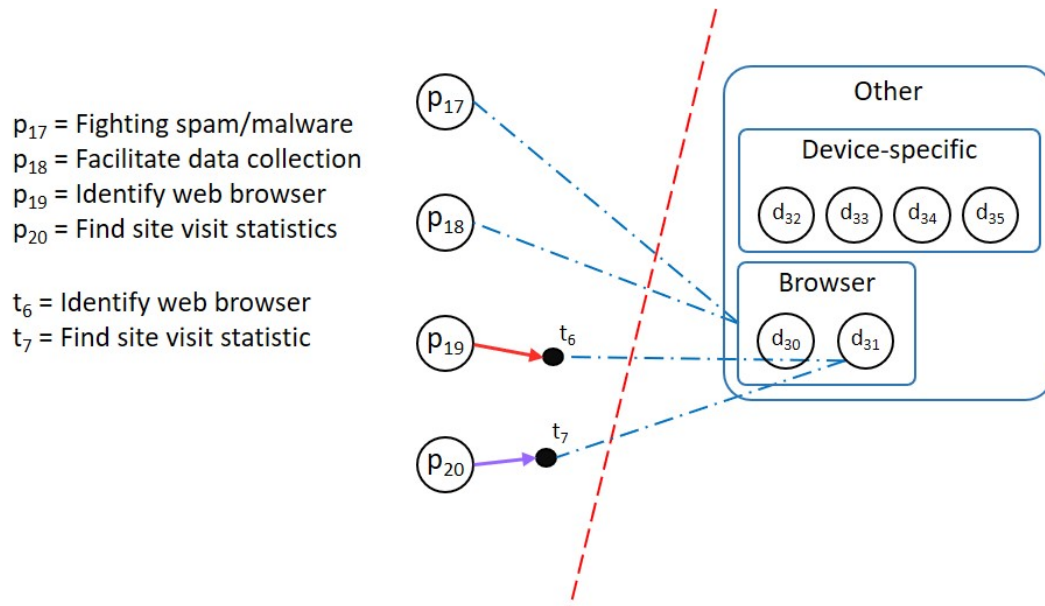 p17 = Fighting spam/malware
p18 = Facilitate data collection
p19 = Identify web browser
p20 = Find site visit statistics
t6 = Identify web browser
t7 = Find site visit statistic
p17
p18
p19
t6
p20
t7
Other
Device-specific
d32 d33 d34 d35
Browser
d30 d31